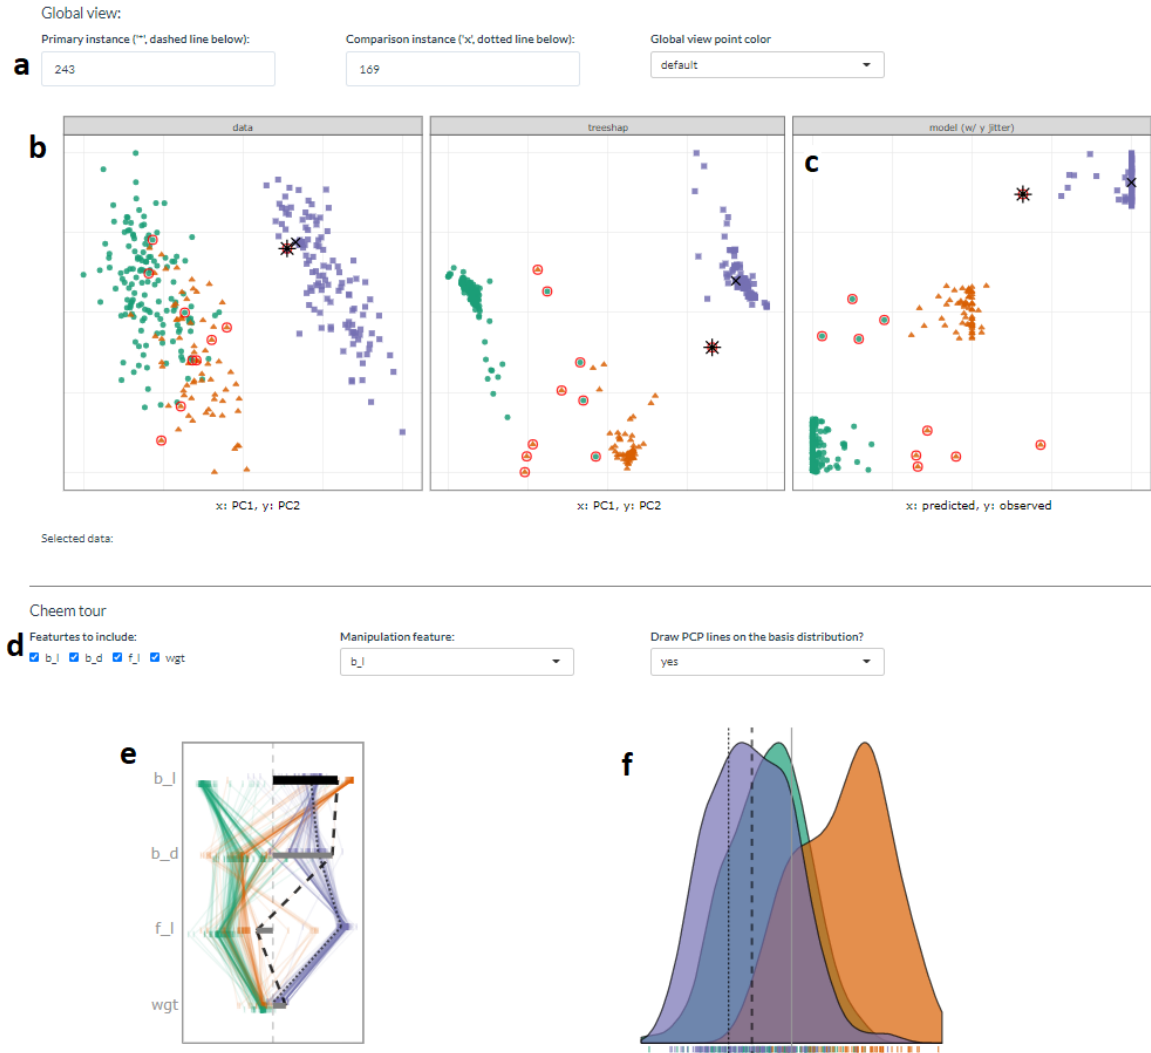 Global view:
Primary instance ('*', dashed line below):
Comparison instance ('x', dotted line below):
Global view point color
a
243
169
default
b
data
treeshap
model (w/ y jitter)
c
x: PC1, y: PC2
x: PC1, y: PC2
x: predicted, y: observed
Selected data:
Cheem tour
d
Featurtes to include:
Manipulation feature:
Draw PCP lines on the basis distribution?
b_l b_d f_l wgt
b_l
yes
e
f
b_l
b_d
f_l
wgt